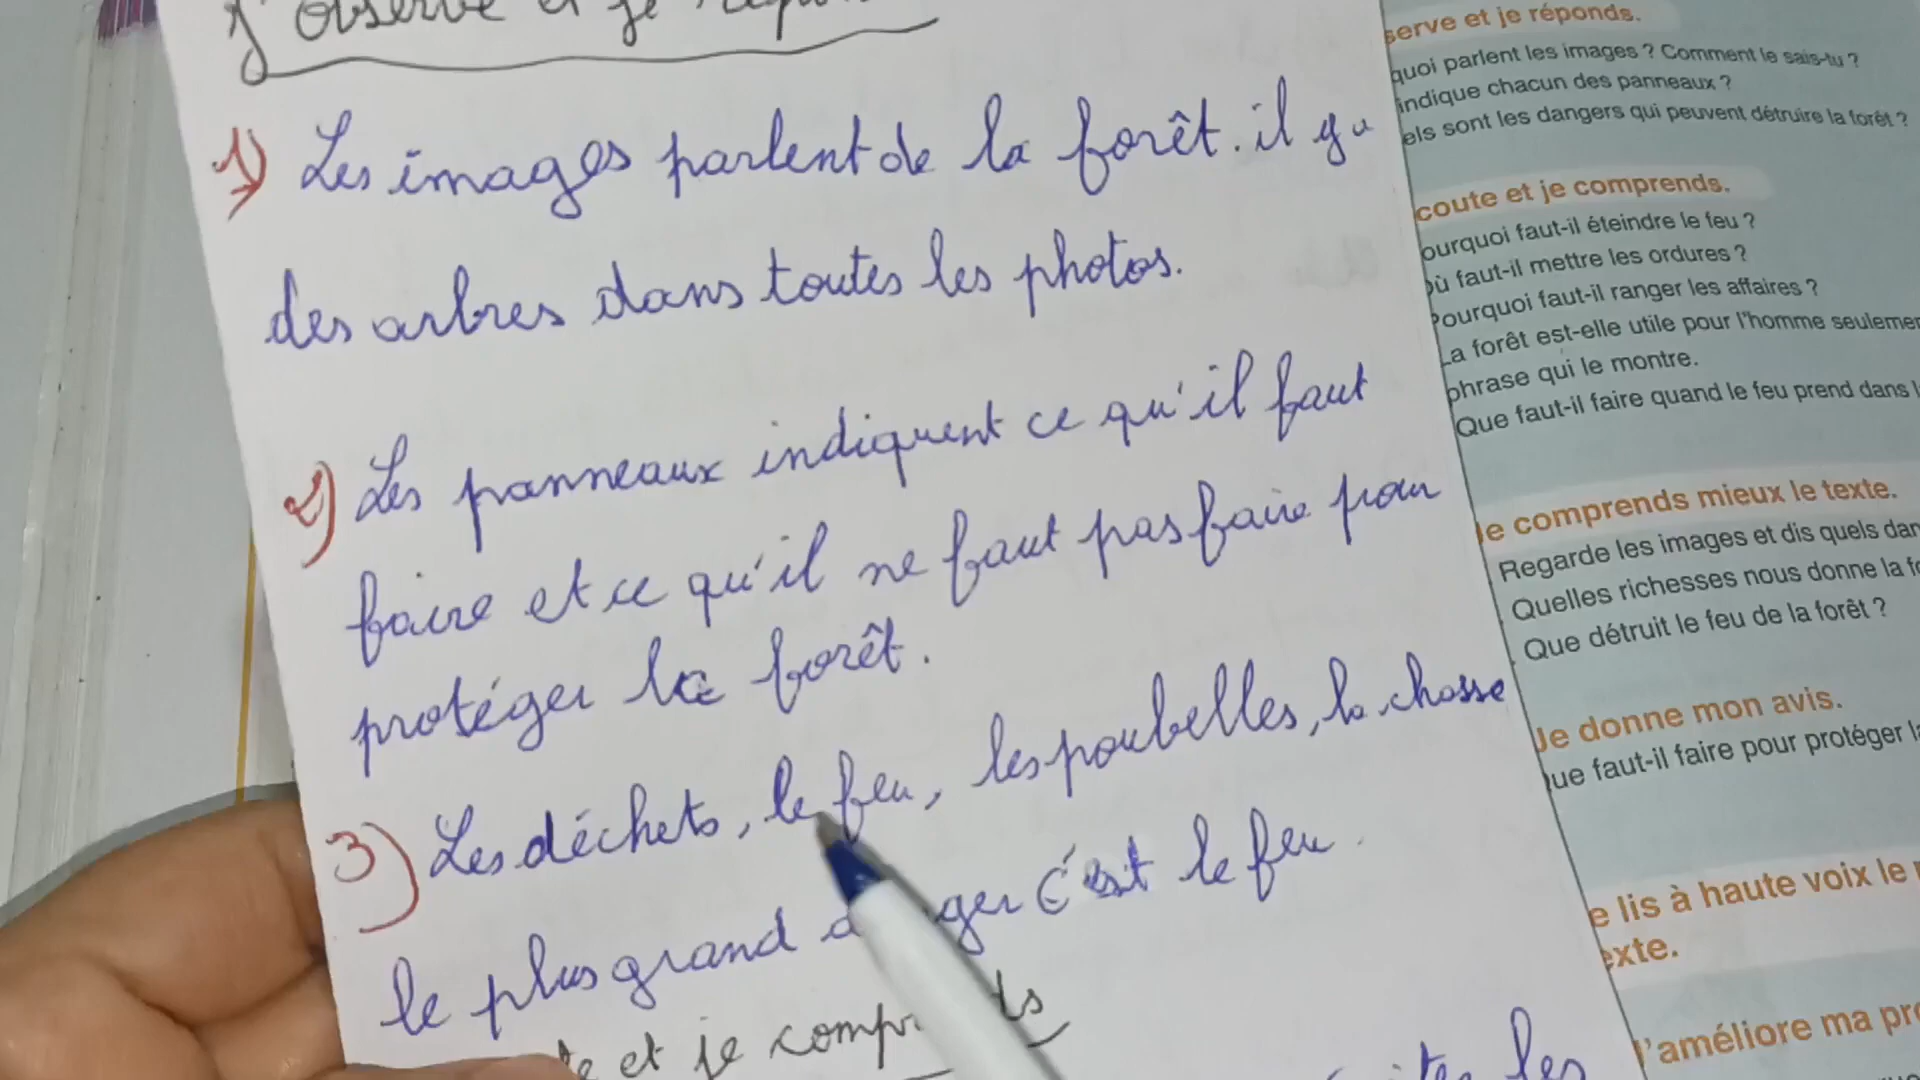 J'observe et je
1) Les images parlent de la forêt. il y a
des arbres dans toutes les photos.
2) Les panneaux indiquent ce qu'il faut
faire et ce qu'il ne faut pas faire pour
protéger la forêt.
3) Les déchets, le feu, les poubelles, la chasse
le plus grand danger c'est le feu.
et je comprends
les
serve et je réponds.
quoi parlent les images ? Comment le sais-tu ?
indique chacun des panneaux ?
els sont les dangers qui peuvent détruire la forêt ?
coute et je comprends.
ourquoi faut-il éteindre le feu ?
où faut-il mettre les ordures ?
Pourquoi faut-il ranger les affaires ?
La forêt est-elle utile pour l'homme seulemen
phrase qui le montre.
Que faut-il faire quand le feu prend dans l
Je comprends mieux le texte.
Regarde les images et dis quels dan
Quelles richesses nous donne la fo
Que détruit le feu de la forêt ?
Je donne mon avis.
ue faut-il faire pour protéger l
e lis à haute voix le
exte.
'améliore ma pro